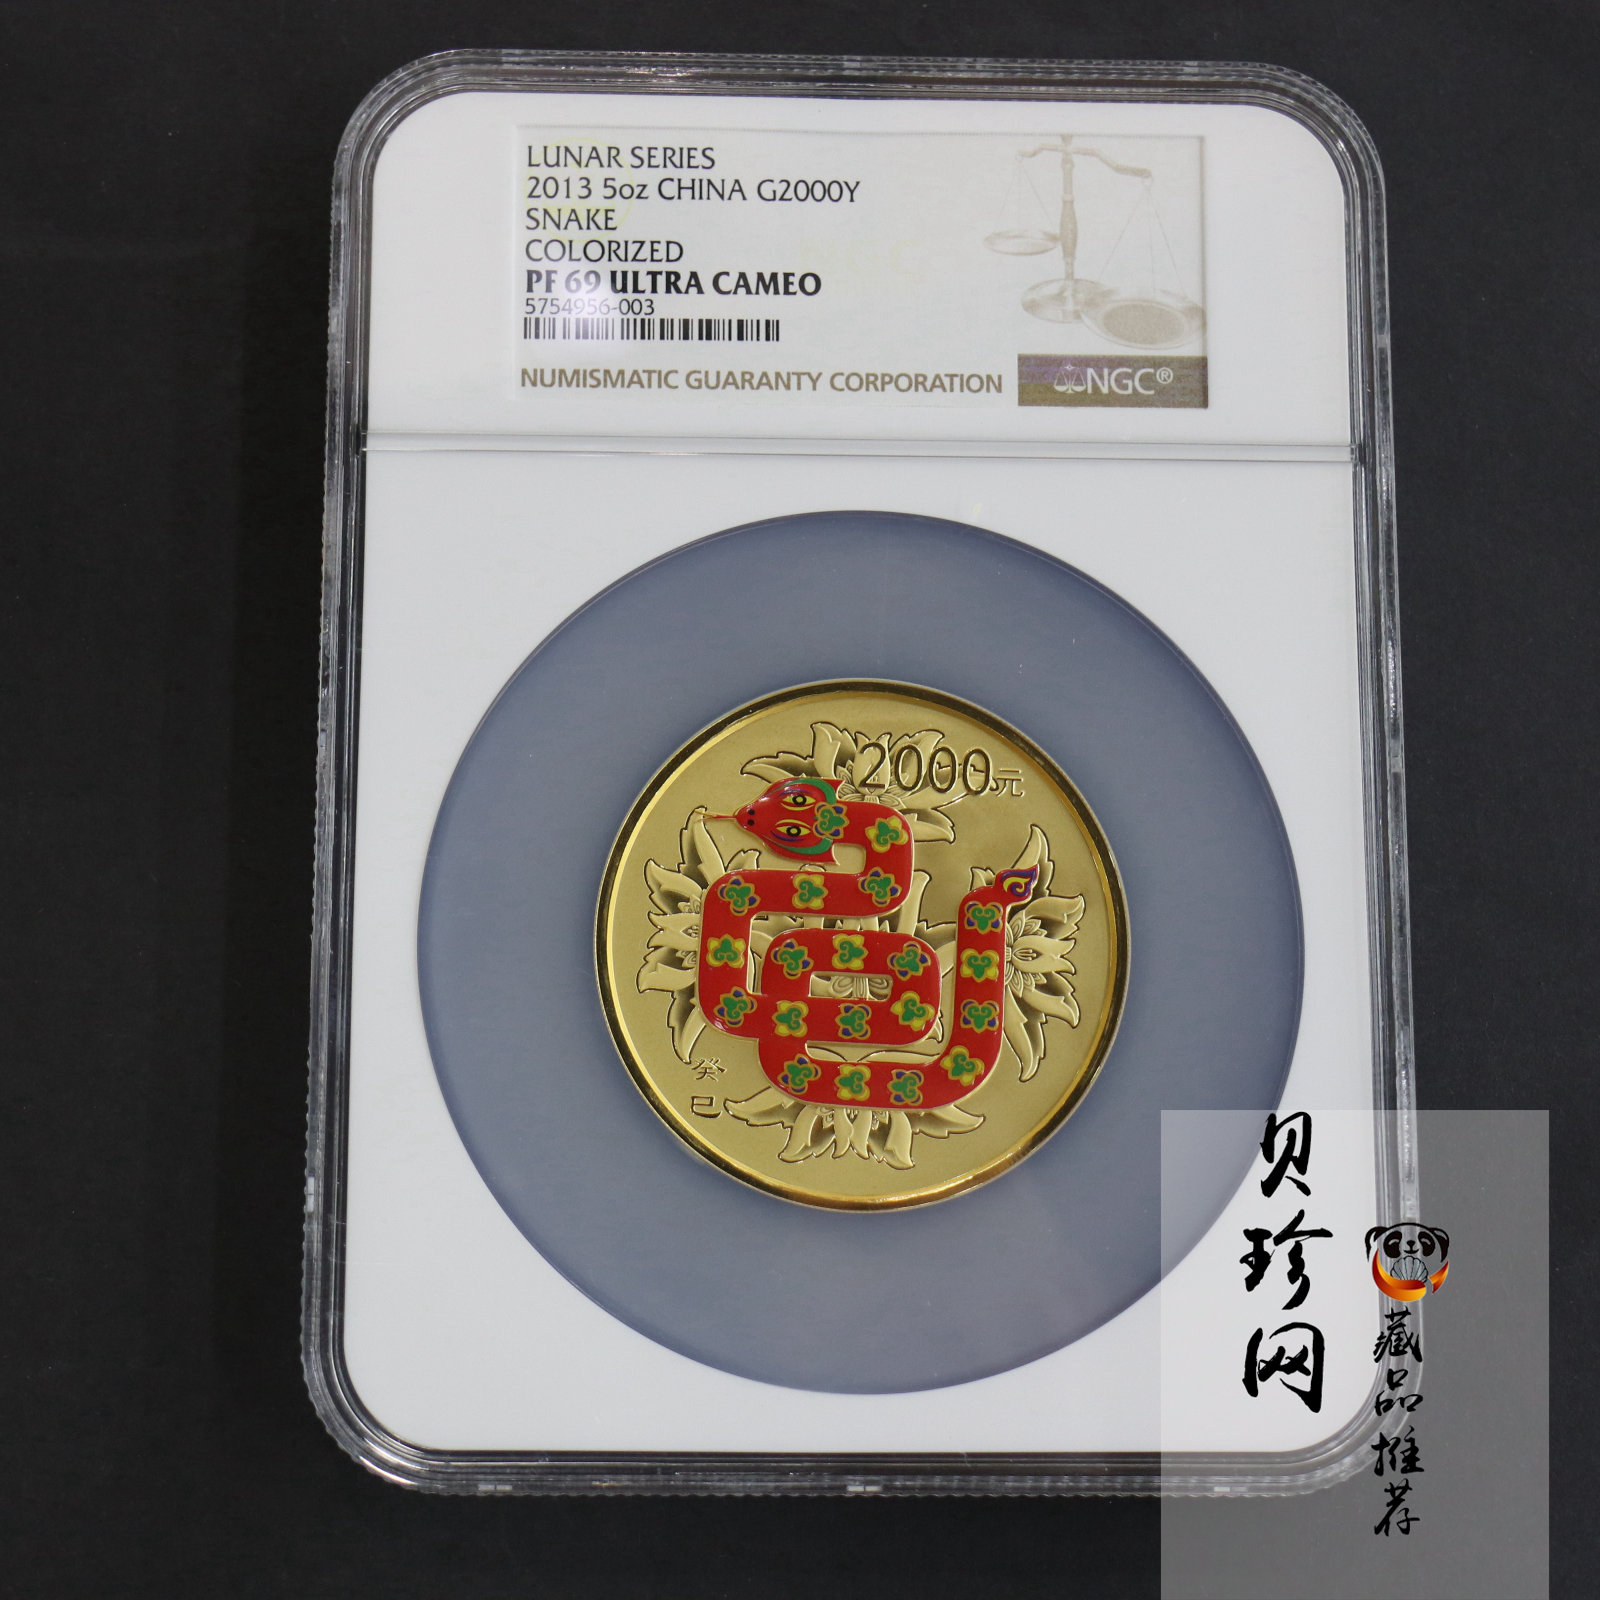 LUNAR SERIES
2013 5oz CHINA G2000Y
SNAKE
COLORIZED
PF 69 ULTRA CAMEO
5754956-003
NUMISMATIC GUARANTY CORPORATION
NGC®
2000元
癸
巳
贝珍网
藏品推荐